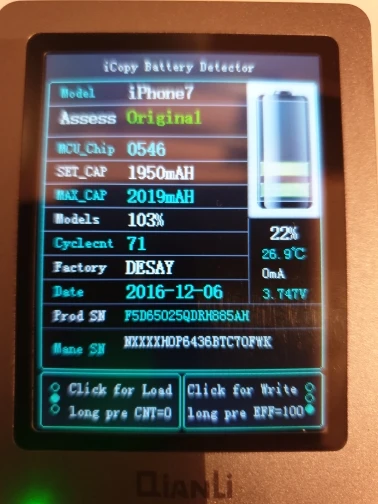 iCopy Battery Detector
Model iPhone7
Assess Original
MCU_Chip 0546
SET_CAP 1950mAH
MAX_CAP 2019mAH
Models 103%
Cyclecnt 71
Factory DESAY
Date 2016-12-06
Prod SN F5D65025QDRH885AH
Mane SN NXXXXH0P6436BTC70FWK
22%
26.9℃
0mA
3.747V
Click for Load
long pre CNT=0
Click for Write
long pre EFF=100
QIANLI